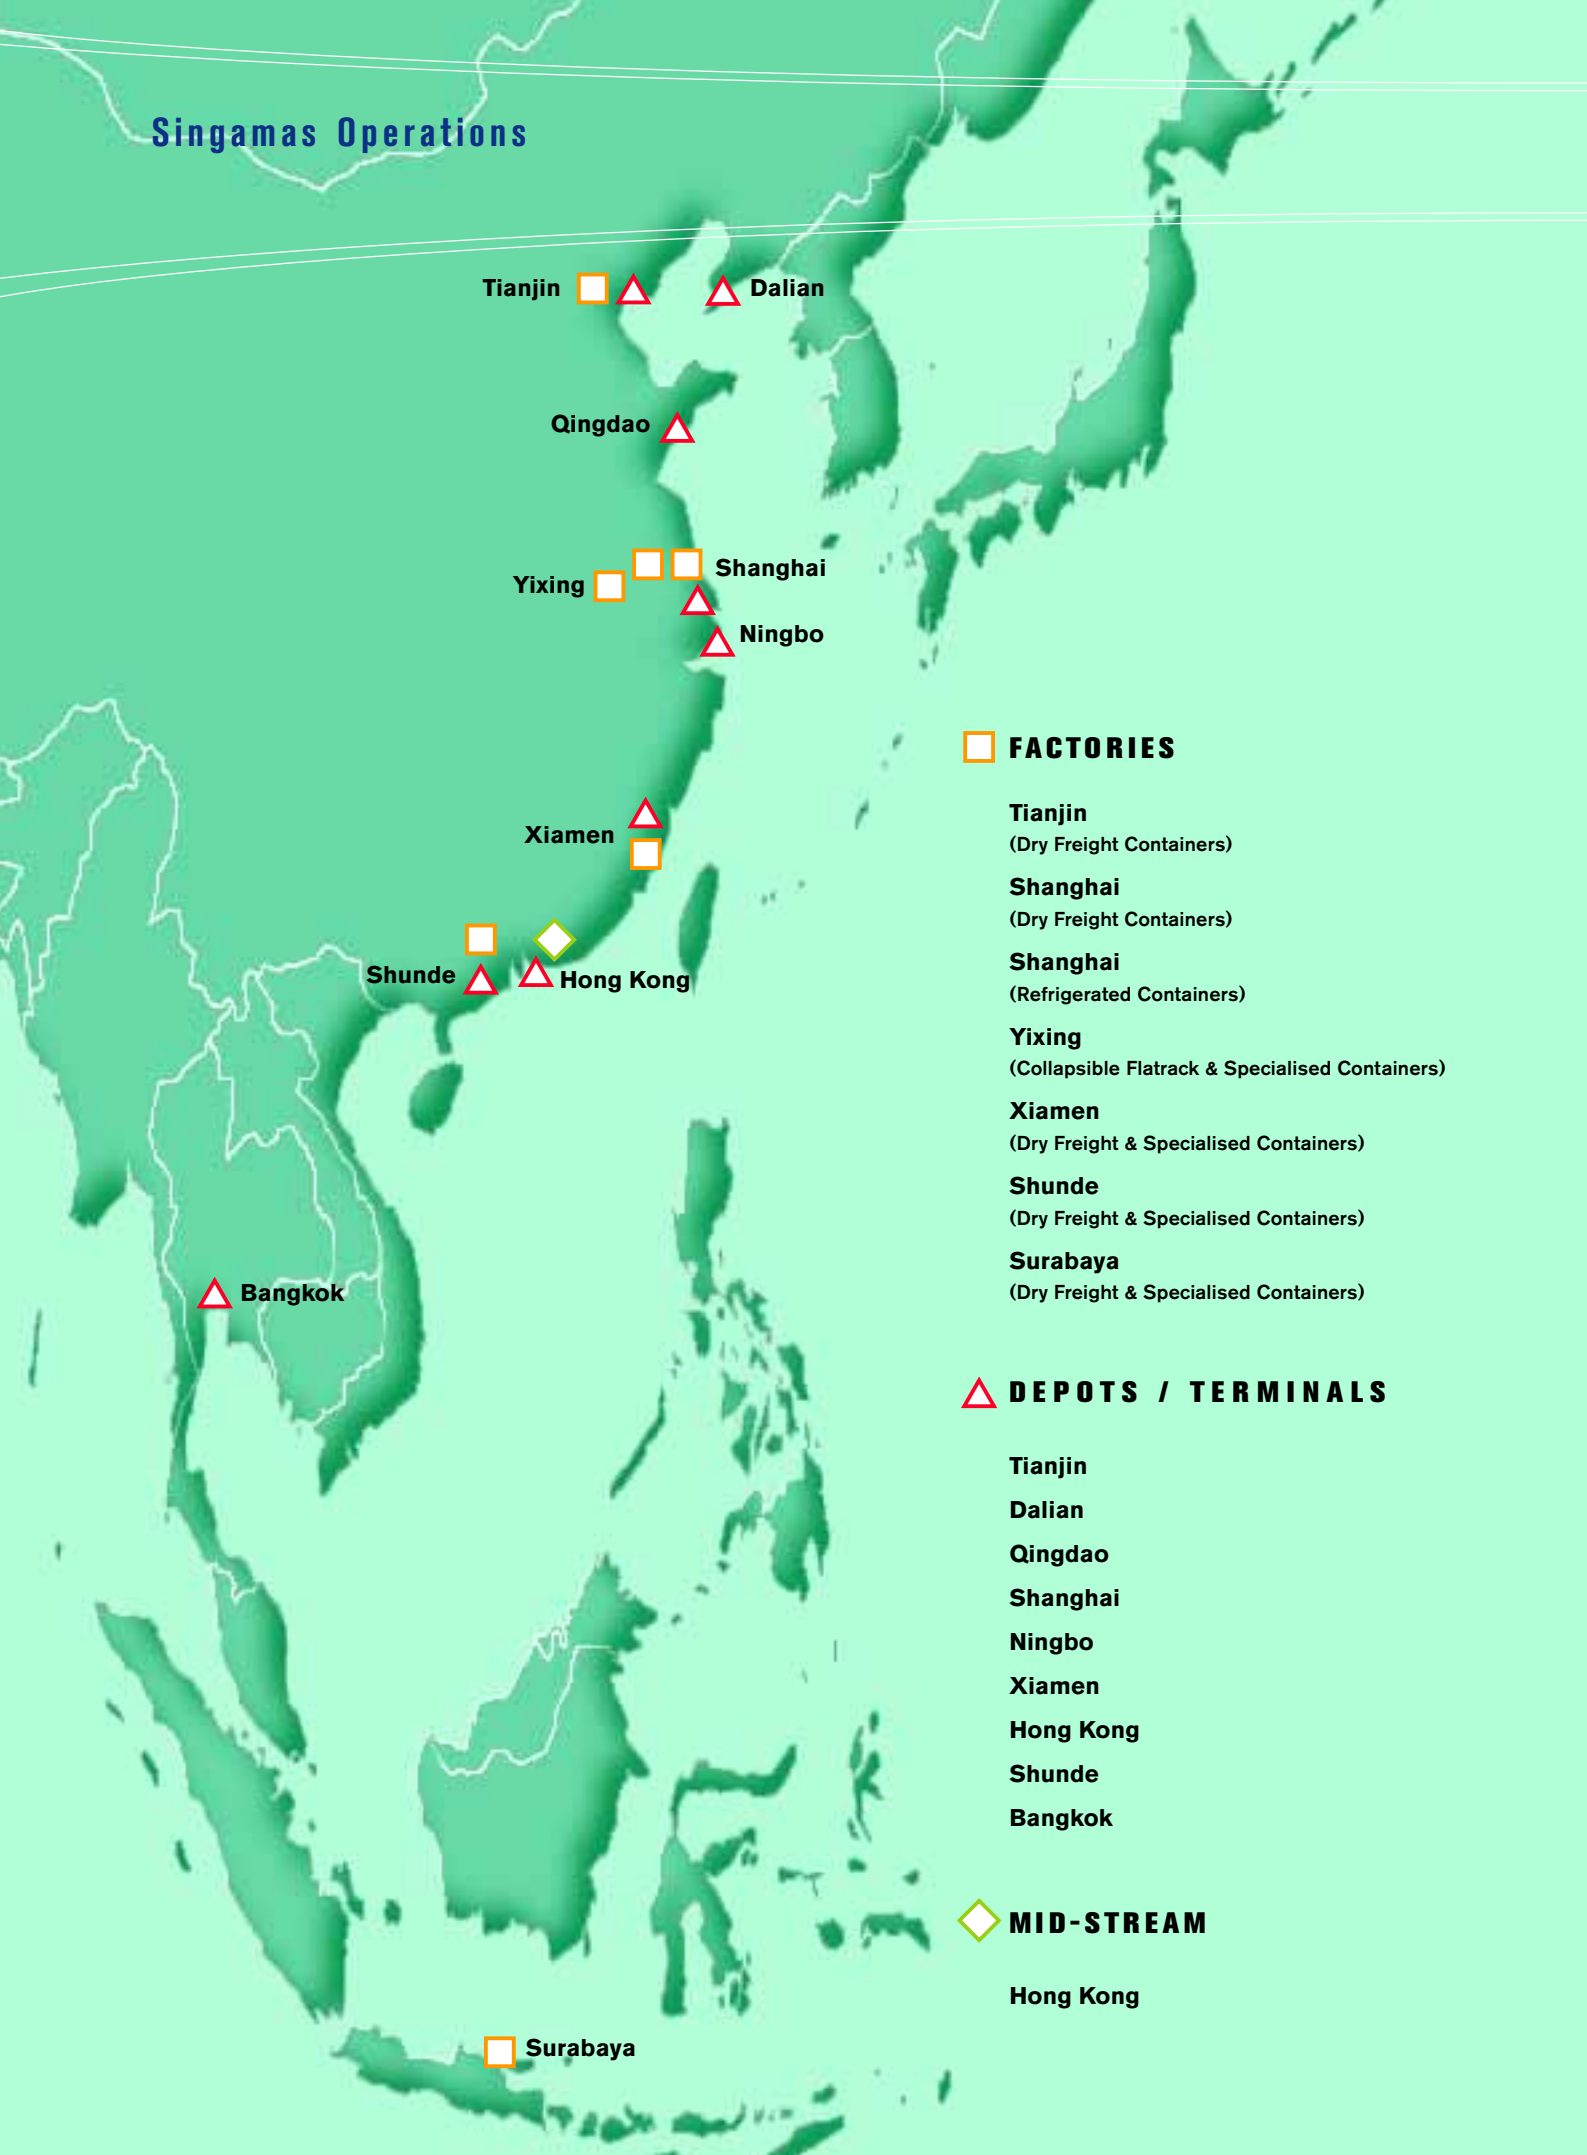 Singamas Operations
Tianjin
Dalian
Qingdao
Shanghai
Yixing
Ningbo
Xiamen
Shunde
Hong Kong
Bangkok
Surabaya
FACTORIES
Tianjin
(Dry Freight Containers)
Shanghai
(Dry Freight Containers)
Shanghai
(Refrigerated Containers)
Yixing
(Collapsible Flatrack & Specialised Containers)
Xiamen
(Dry Freight & Specialised Containers)
Shunde
(Dry Freight & Specialised Containers)
Surabaya
(Dry Freight & Specialised Containers)
DEPOTS / TERMINALS
Tianjin
Dalian
Qingdao
Shanghai
Ningbo
Xiamen
Hong Kong
Shunde
Bangkok
MID-STREAM
Hong Kong